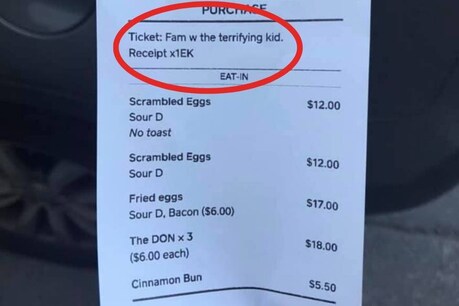 PURCHASE
Ticket: Fam w the terrifying kid.
Receipt x1EK
EAT-IN
Scrambled Eggs $12.00
Sour D
No toast
Scrambled Eggs $12.00
Sour D
Fried eggs $17.00
Sour D, Bacon ($6.00)
The DON x 3 $18.00
($6.00 each)
Cinnamon Bun $5.50